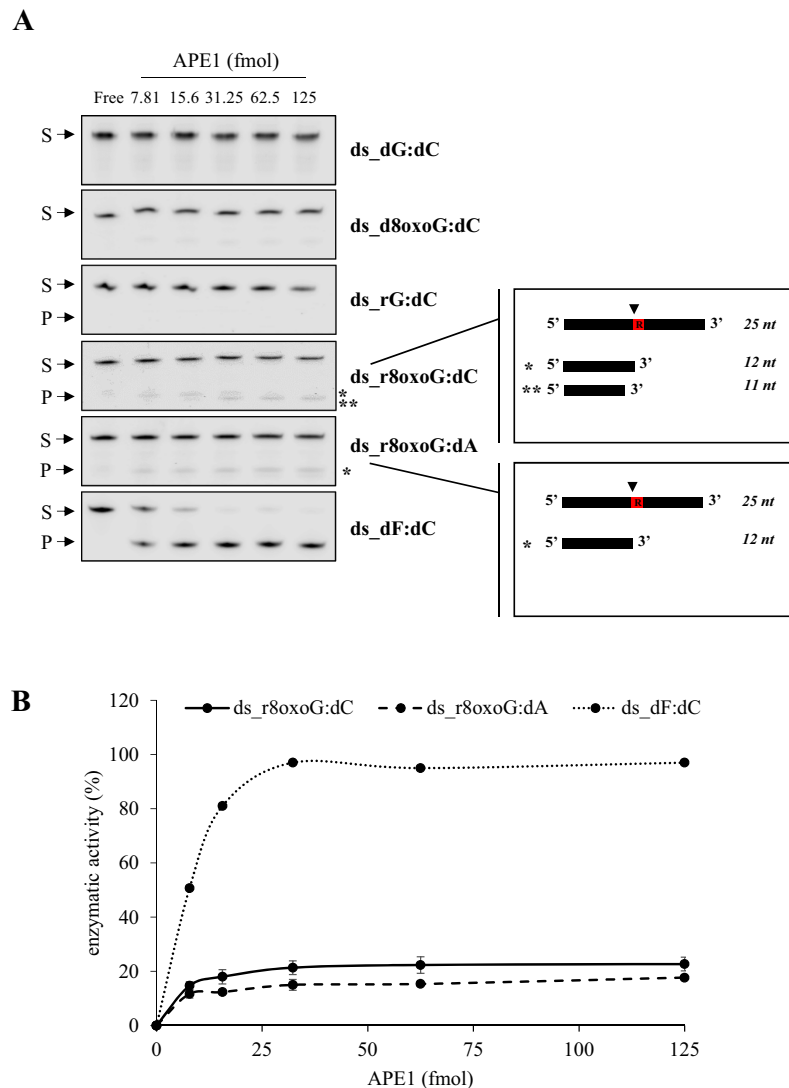 A
APE1 (fmol)
Free 7.81 15.6 31.25 62.5 125
S
ds_dG:dC
S
ds_d8oxoG:dC
S
ds_rG:dC
P
S
ds_r8oxoG:dC
P
*
**
S
ds_r8oxoG:dA
P
*
S
ds_dF:dC
P
5’ R 3’ 25 nt
* 5’ 3’ 12 nt
** 5’ 3’ 11 nt
5’ R 3’ 25 nt
* 5’ 3’ 12 nt
B
ds_r8oxoG:dC ds_r8oxoG:dA ds_dF:dC
enzymatic activity (%)
120
100
80
60
40
20
0
0 25 50 75 100 125
APE1 (fmol)